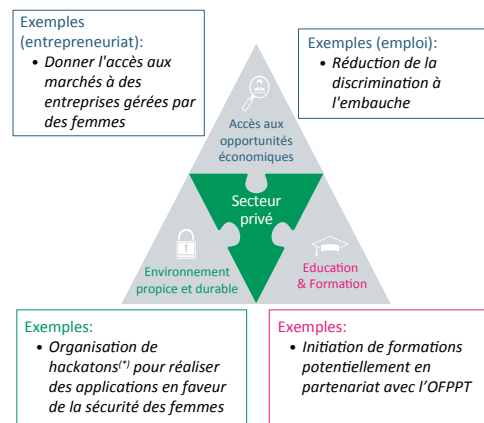 Exemples
(entrepreneuriat):
• Donner l'accès aux
marchés à des
entreprises gérées par
des femmes
Exemples (emploi):
• Réduction de la
discrimination à
l'embauche
Accès aux
opportunités
économiques
Secteur
privé
Environnement
propice et durable
Education
& Formation
Exemples:
• Organisation de
hackatons(*) pour réaliser
des applications en faveur
de la sécurité des femmes
Exemples:
• Initiation de formations
potentiellement en
partenariat avec l’OFPPT